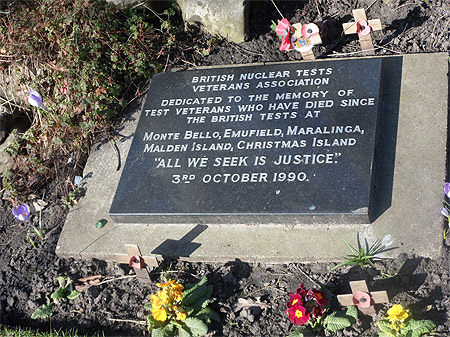 BRITISH NUCLEAR TESTS
VETERANS ASSOCIATION
DEDICATED TO THE MEMORY OF
TEST VETERANS WHO HAVE DIED SINCE
THE BRITISH TESTS AT
MONTE BELLO, EMUFIELD, MARALINGA,
MALDEN ISLAND, CHRISTMAS ISLAND
"ALL WE SEEK IS JUSTICE."
3RD OCTOBER 1990.